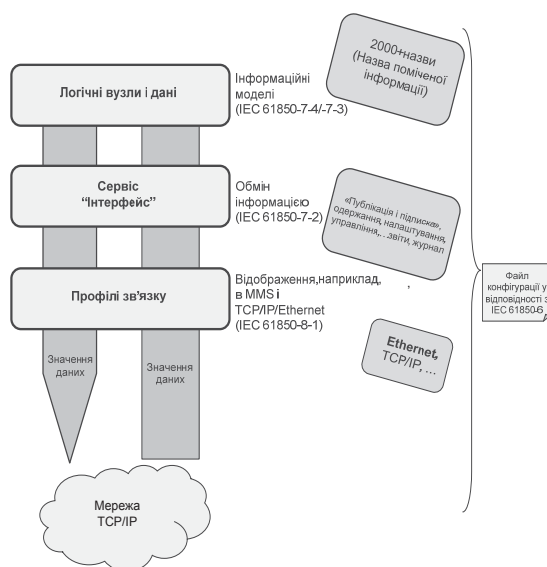 2000+назви
(Назва поміченої
інформації)
Логічні вузли і дані
Інформаційні
моделі
(IEC 61850-7-4/-7-3)
Сервіс
“Інтерфейс”
Обмін
інформацією
(IEC 61850-7-2)
«Публікація і підписка»,
одержання, налаштування,
управління,…звіти, журнал
Профілі зв’язку
Відображення,наприклад,
в MMS і
TCP/IP/Ethernet
(IEC 61850-8-1)
,
Файл
конфігурації у
відповідності з
IEC 61850-6
Ethernet,
TCP/IP, …
Значення
даних
Значення
даних
Мережа
TCP/IP